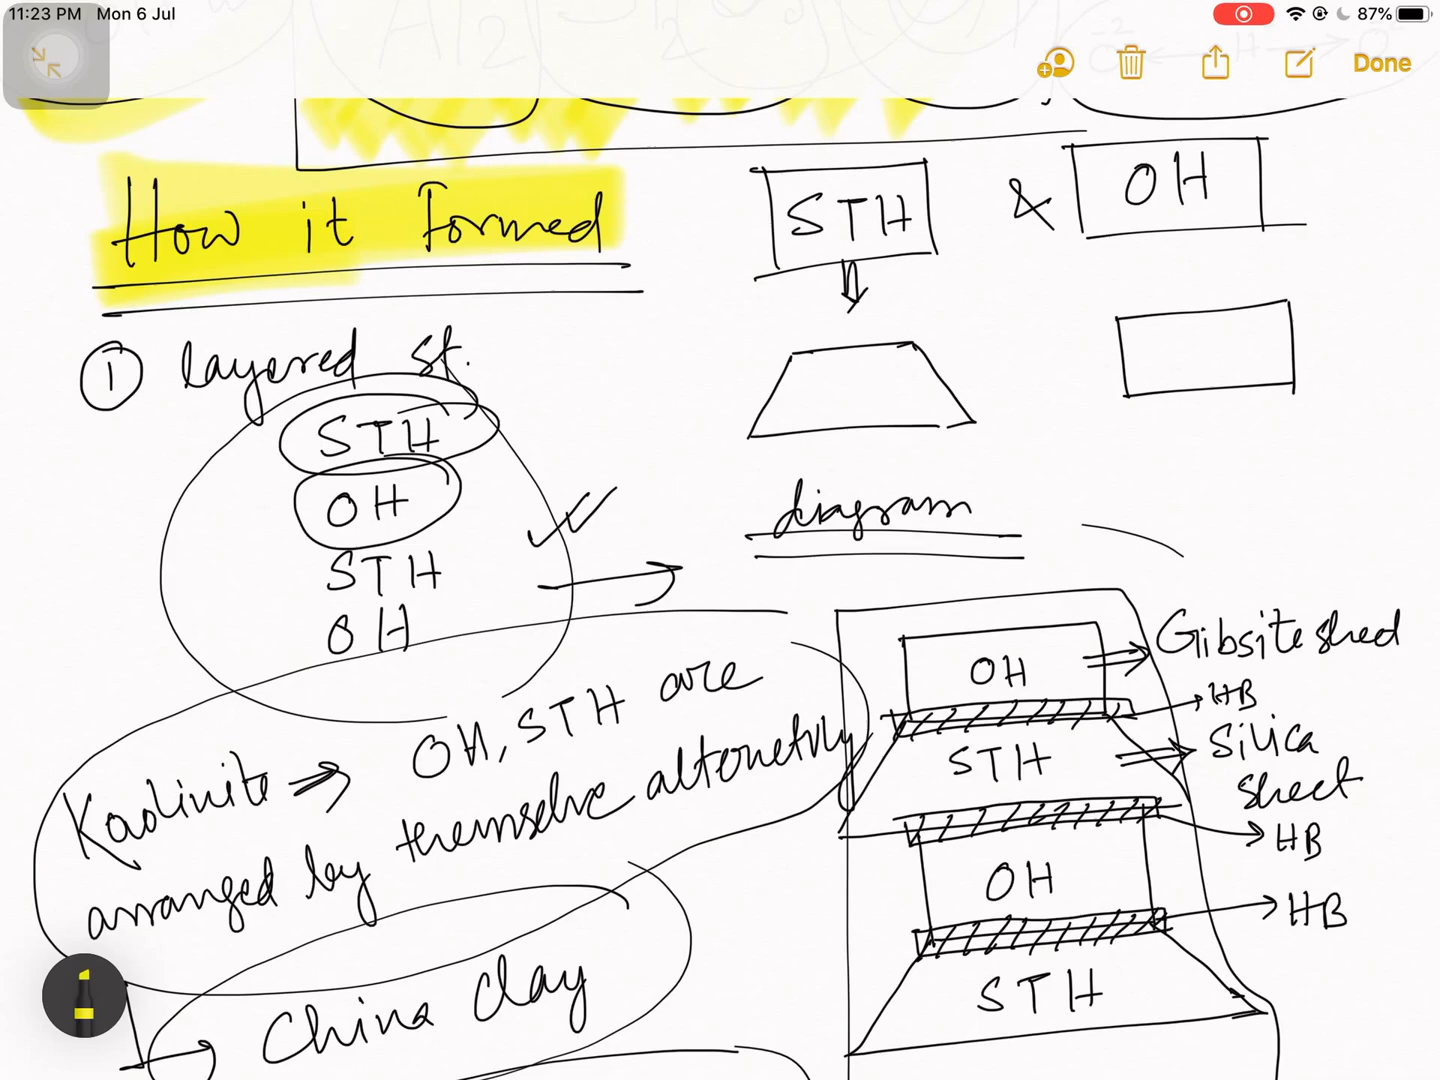 11:23 PM Mon 6 Jul
87%
Done
How it Formed
STH & OH
① layered st.
STH
OH
STH
OH
diagram
OH
Gibsite shed
HB
STH
Silica
sheet
HB
OH
HB
STH
Kaolinite ⇒ OH, STH are
arranged by themselve altonetvly
→ China Clay